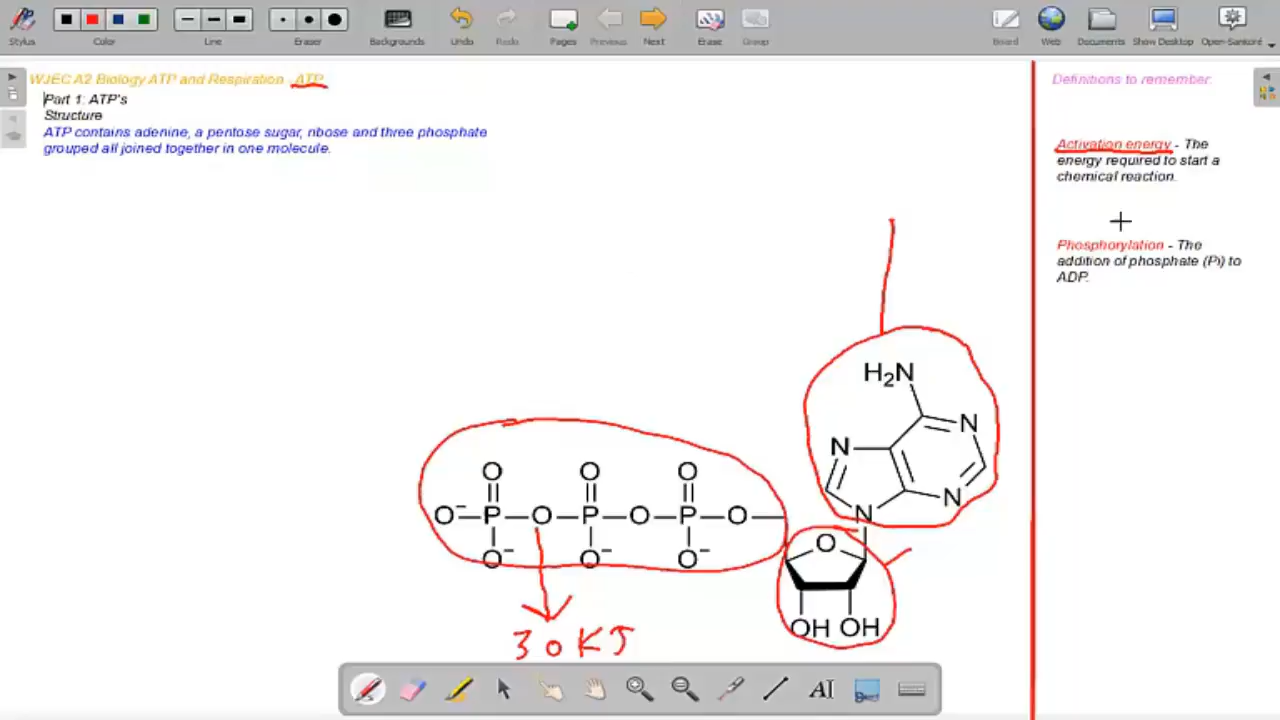 Stylus
Color
Line
Eraser
Backgrounds
Undo
Redo
Pages
Previous
Next
Erase
Group
Board
Web
Documents
Show Desktop
Open-Sankoré
WJEC A2 Biology ATP and Respiration - ATP
Part 1: ATP's
Structure
ATP contains adenine, a pentose sugar, ribose and three phosphate
grouped all joined together in one molecule.
Definitions to remember:
Activation energy - The
energy required to start a
chemical reaction.
Phosphorylation - The
addition of phosphate (Pi) to
ADP.
H₂N
N
N
N
N
O O O
O⁻ P O P O P O
O⁻ O⁻ O⁻
O
OH OH
30KJ
AI